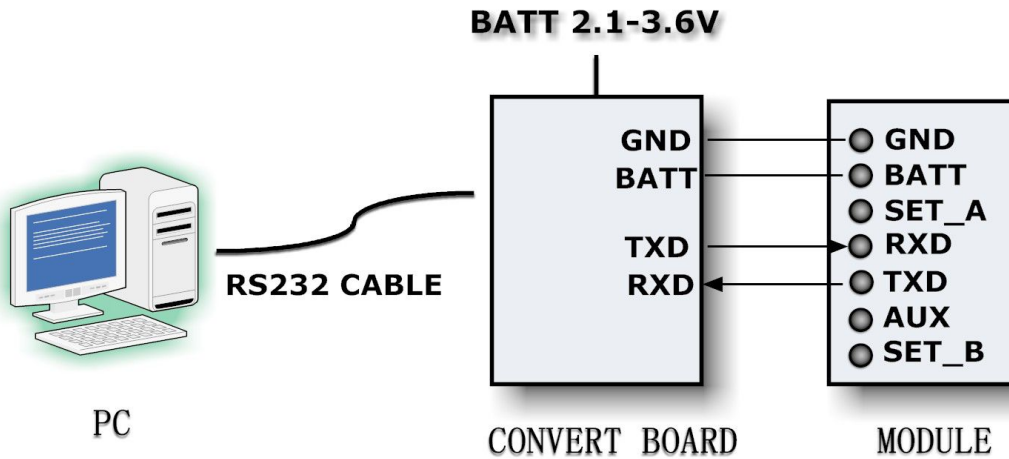 BATT 2.1-3.6V
GND
BATT
TXD
RXD
GND
BATT
SET_A
RXD
TXD
AUX
SET_B
RS232 CABLE
PC
CONVERT BOARD
MODULE